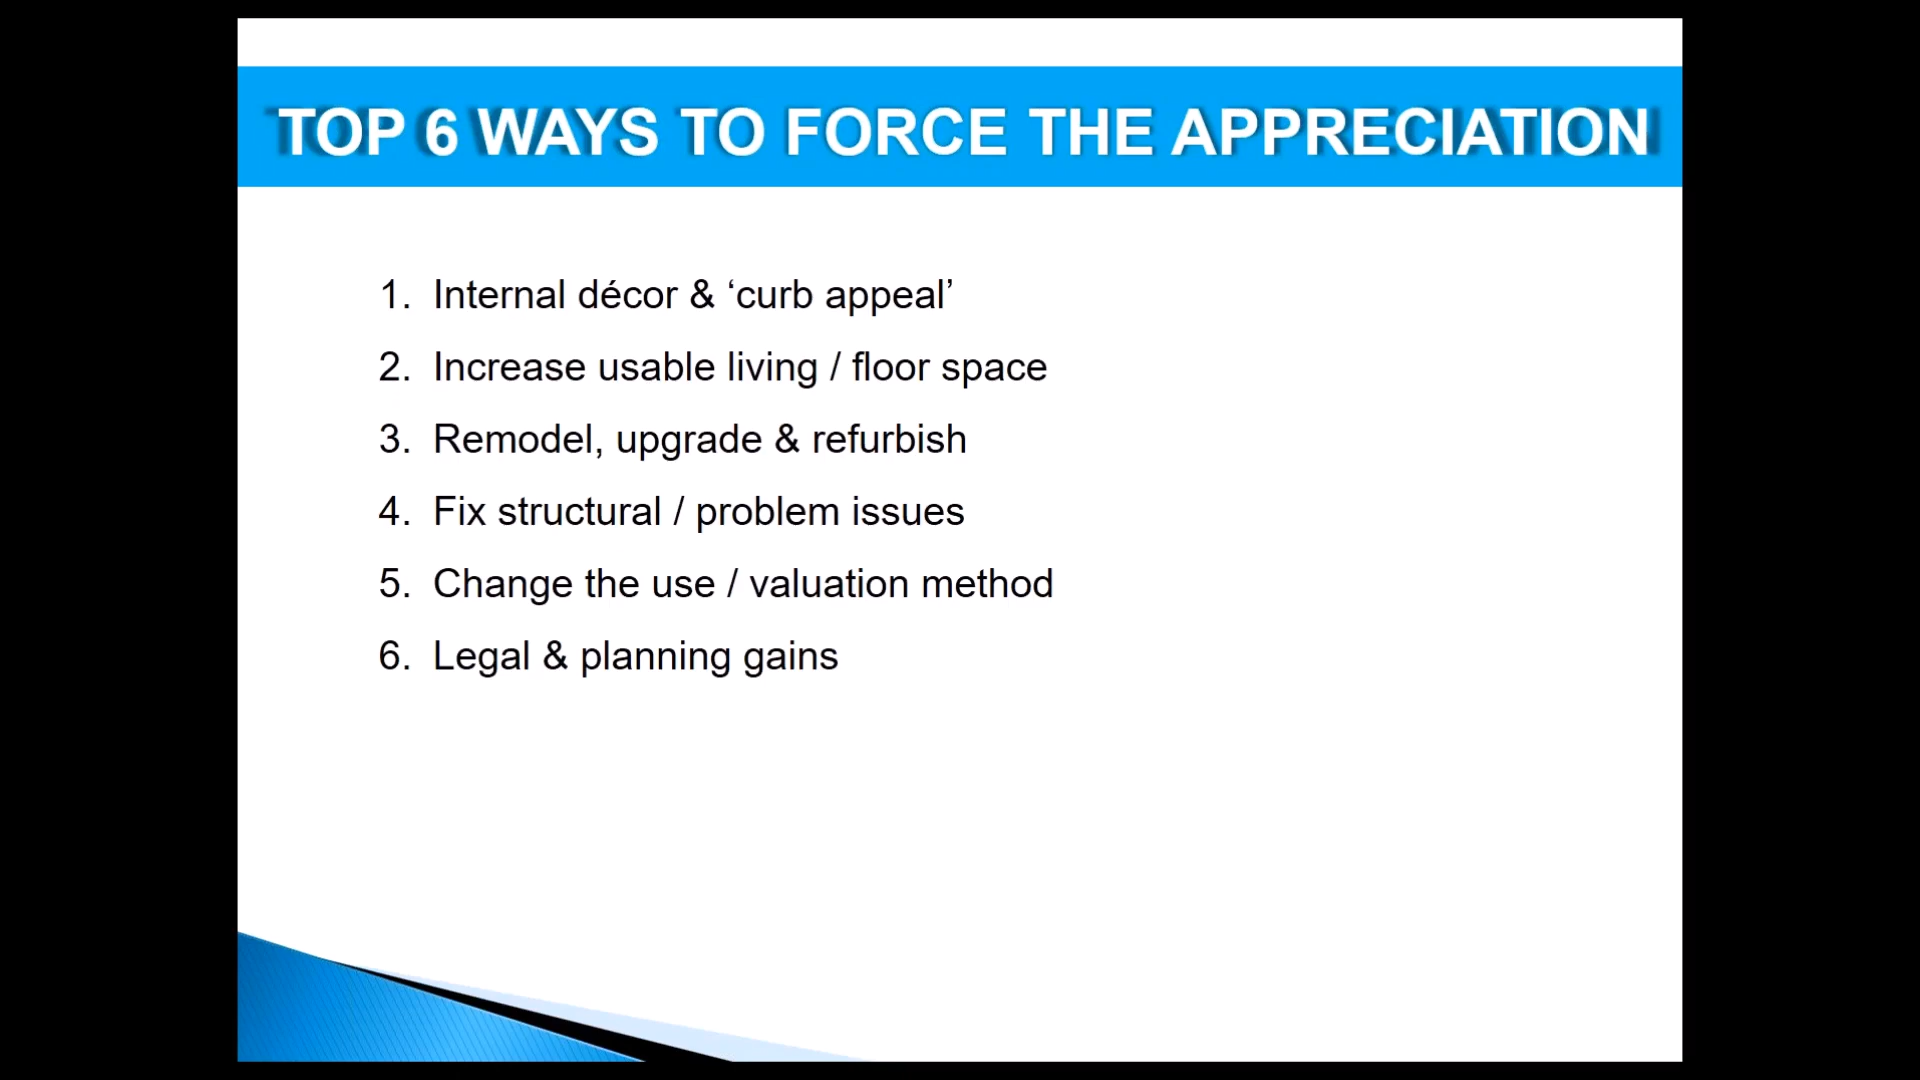 TOP 6 WAYS TO FORCE THE APPRECIATION
1. Internal décor & ‘curb appeal’
2. Increase usable living / floor space
3. Remodel, upgrade & refurbish
4. Fix structural / problem issues
5. Change the use / valuation method
6. Legal & planning gains